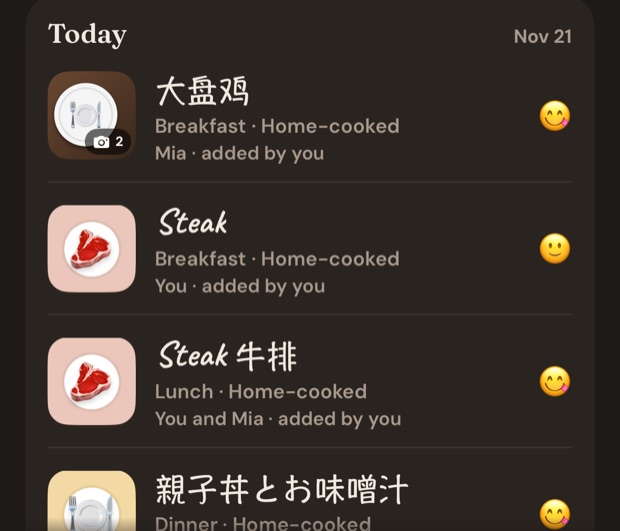 Today
Nov 21
大盘鸡
Breakfast · Home-cooked
Mia · added by you
2
Steak
Breakfast · Home-cooked
You · added by you
Steak 牛排
Lunch · Home-cooked
You and Mia · added by you
親子丼とお味噌汁
Dinner · Home-cooked